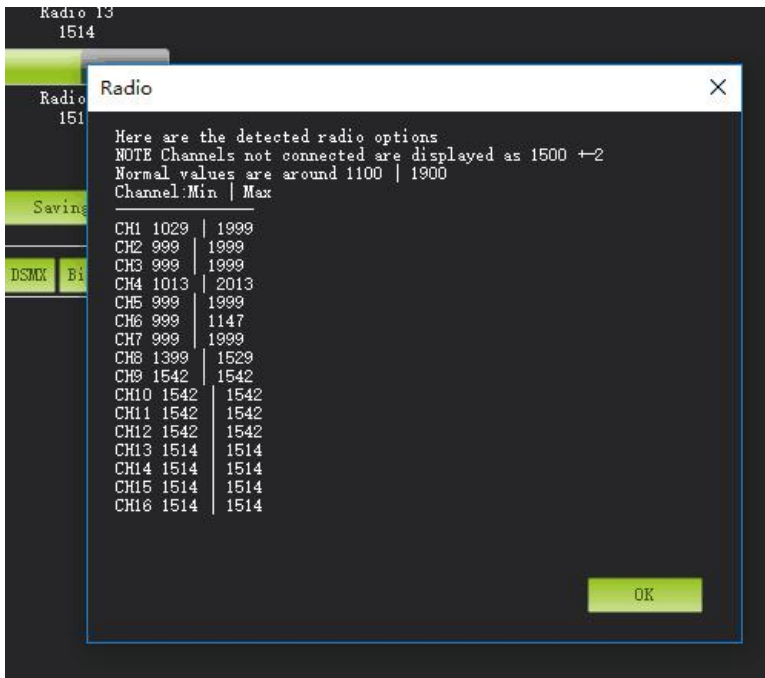 Radio 13
1514
Radio
151
Saving
DSMX Bi
Radio
Here are the detected radio options
NOTE Channels not connected are displayed as 1500 +-2
Normal values are around 1100 | 1900
Channel:Min | Max
CH1 1029 | 1999
CH2 999 | 1999
CH3 999 | 1999
CH4 1013 | 2013
CH5 999 | 1999
CH6 999 | 1147
CH7 999 | 1999
CH8 1399 | 1529
CH9 1542 | 1542
CH10 1542 | 1542
CH11 1542 | 1542
CH12 1542 | 1542
CH13 1514 | 1514
CH14 1514 | 1514
CH15 1514 | 1514
CH16 1514 | 1514
OK